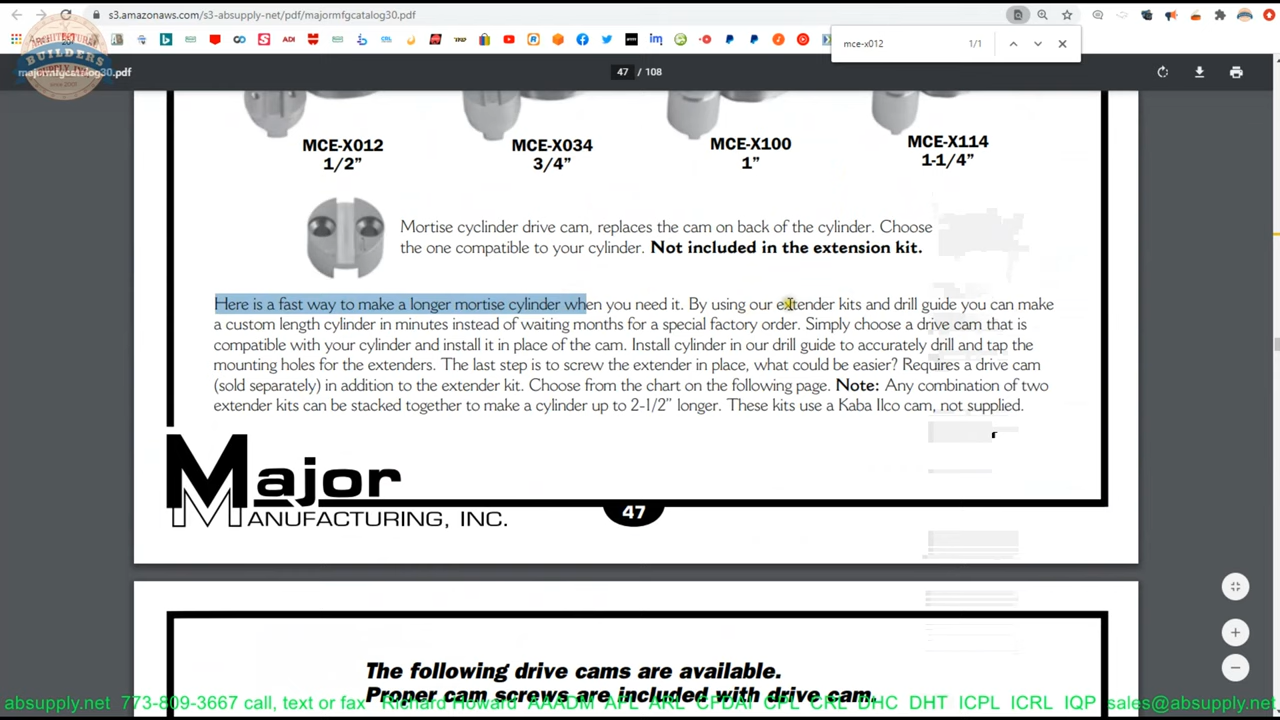 s3.amazonaws.com/s3-absupply-net/pdf/majormfgcatalog30.pdf
mce-x012 1/1
ARCHITECTURAL
BUILDERS
SUPPLY, INC.
since 2003
majormfgcatalog30.pdf
47 / 108
MCE-X012
1/2”
MCE-X034
3/4”
MCE-X100
1”
MCE-X114
1-1/4”
Mortise cyclinder drive cam, replaces the cam on back of the cylinder. Choose
the one compatible to your cylinder. Not included in the extension kit.
Here is a fast way to make a longer mortise cylinder when you need it. By using our extender kits and drill guide you can make
a custom length cylinder in minutes instead of waiting months for a special factory order. Simply choose a drive cam that is
compatible with your cylinder and install it in place of the cam. Install cylinder in our drill guide to accurately drill and tap the
mounting holes for the extenders. The last step is to screw the extender in place, what could be easier? Requires a drive cam
(sold separately) in addition to the extender kit. Choose from the chart on the following page. Note: Any combination of two
extender kits can be stacked together to make a cylinder up to 2-1/2” longer. These kits use a Kaba Ilco cam, not supplied.
Major
MANUFACTURING, INC.
47
The following drive cams are available.
Proper cam screws are included with drive cam.
absupply.net 773-809-3667 call, text or fax Richard Howard AAADM AFL ARL CFDAI CPL CRL DHC DHT ICPL ICRL IQP sales@absupply.net